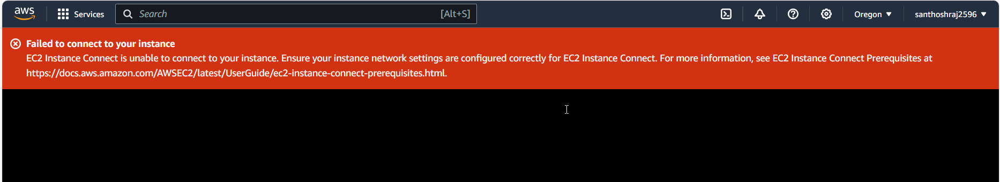 aws Services Search [Alt+S] Oregon santhoshraj2596
Failed to connect to your instance
EC2 Instance Connect is unable to connect to your instance. Ensure your instance network settings are configured correctly for EC2 Instance Connect. For more information, see EC2 Instance Connect Prerequisites at
https://docs.aws.amazon.com/AWSEC2/latest/UserGuide/ec2-instance-connect-prerequisites.html.